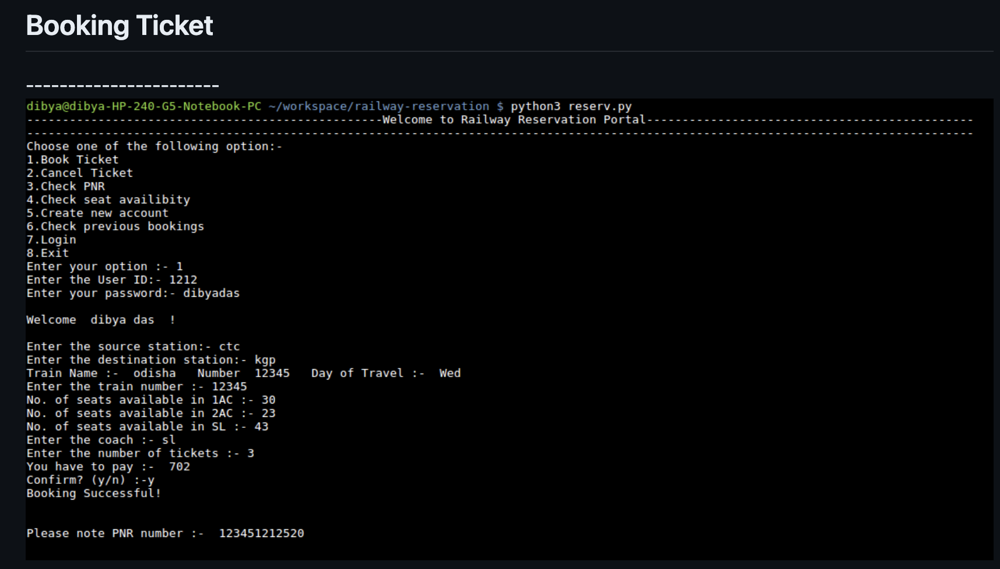 Booking Ticket
-----------------------
dibya@dibya-HP-240-G5-Notebook-PC ~/workspace/railway-reservation $ python3 reserv.py
--------------------------------------------------Welcome to Railway Reservation Portal----------------------------------------------
-------------------------------------------------------------------------------------------------------------------------------------
Choose one of the following option:-
1.Book Ticket
2.Cancel Ticket
3.Check PNR
4.Check seat availibity
5.Create new account
6.Check previous bookings
7.Login
8.Exit
Enter your option :- 1
Enter the User ID:- 1212
Enter your password:- dibyadas
Welcome  dibya das  !
Enter the source station:- ctc
Enter the destination station:- kgp
Train Name :-  odisha   Number  12345   Day of Travel :-  Wed
Enter the train number :- 12345
No. of seats available in 1AC :- 30
No. of seats available in 2AC :- 23
No. of seats available in SL :- 43
Enter the coach :- sl
Enter the number of tickets :- 3
You have to pay :-  702
Confirm? (y/n) :-y
Booking Successful!
Please note PNR number :-  123451212520